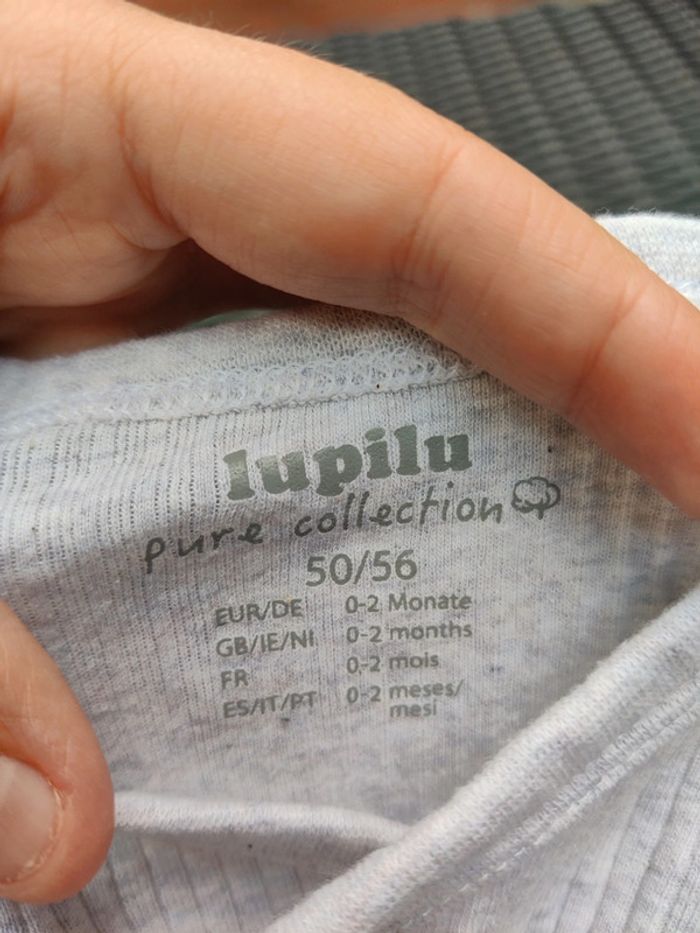 lupilu
pure collection
50/56
EUR/DE 0-2 Monate
GB/IE/NI 0-2 months
FR 0-2 mois
ES/IT/PT 0-2 meses/
mesi